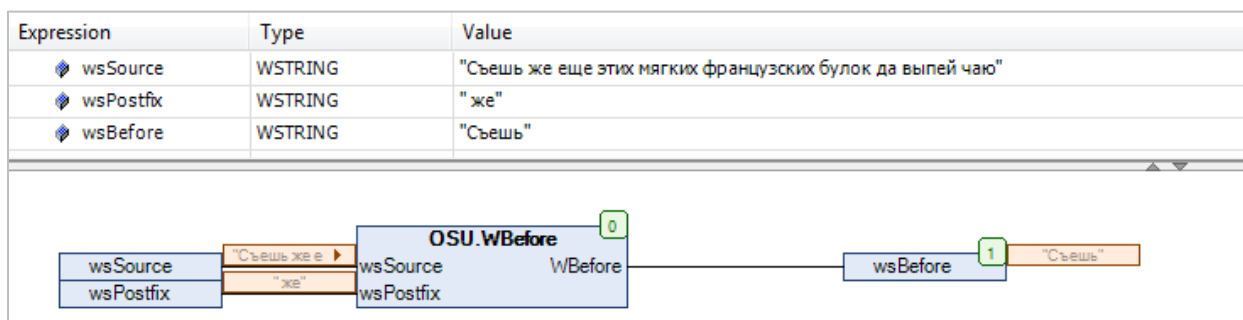 Expression Type Value
wsSource WSTRING "Съешь же еще этих мягких французских булок да выпей чаю"
wsPostfix WSTRING " же"
wsBefore WSTRING "Съешь"
0
OSU.WBefore
wsSource "Съешь же е wsSource WBefore wsBefore 1 "Съешь"
wsPostfix " же" wsPostfix